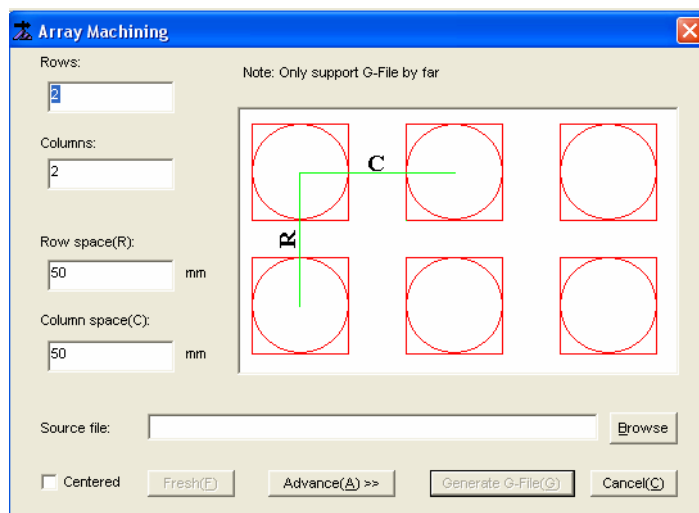 Array Machining
Rows:
Note: Only support G-File by far
2
Columns:
2
C
R
Row space(R):
50 mm
Column space(C):
50 mm
Source file:
Browse
Centered
Fresh(F)
Advance(A) >>
Generate G-File(G)
Cancel(C)